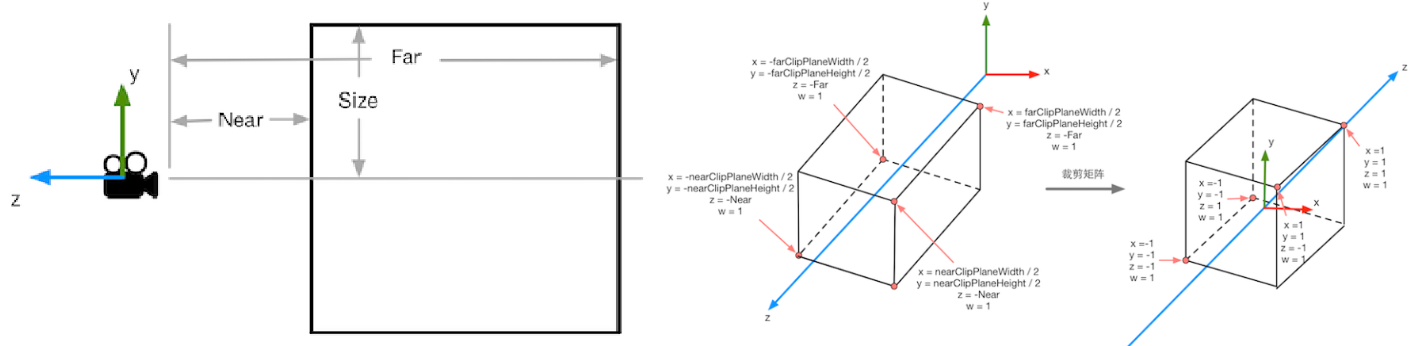 Far
y
Size
Near
z
y
x
x = -farClipPlaneWidth / 2
y = -farClipPlaneHeight / 2
z = -Far
w = 1
x = farClipPlaneWidth / 2
y = farClipPlaneHeight / 2
z = -Far
w = 1
x = -nearClipPlaneWidth / 2
y = -nearClipPlaneHeight / 2
z = -Near
w = 1
x = nearClipPlaneWidth / 2
y = nearClipPlaneHeight / 2
z = -Near
w = 1
z
裁剪矩阵
z
y
x
x =1
y = 1
z = 1
w = 1
x =-1
y = -1
z = 1
w = 1
x =1
y = 1
z = -1
w = 1
x =-1
y = -1
z = -1
w = 1